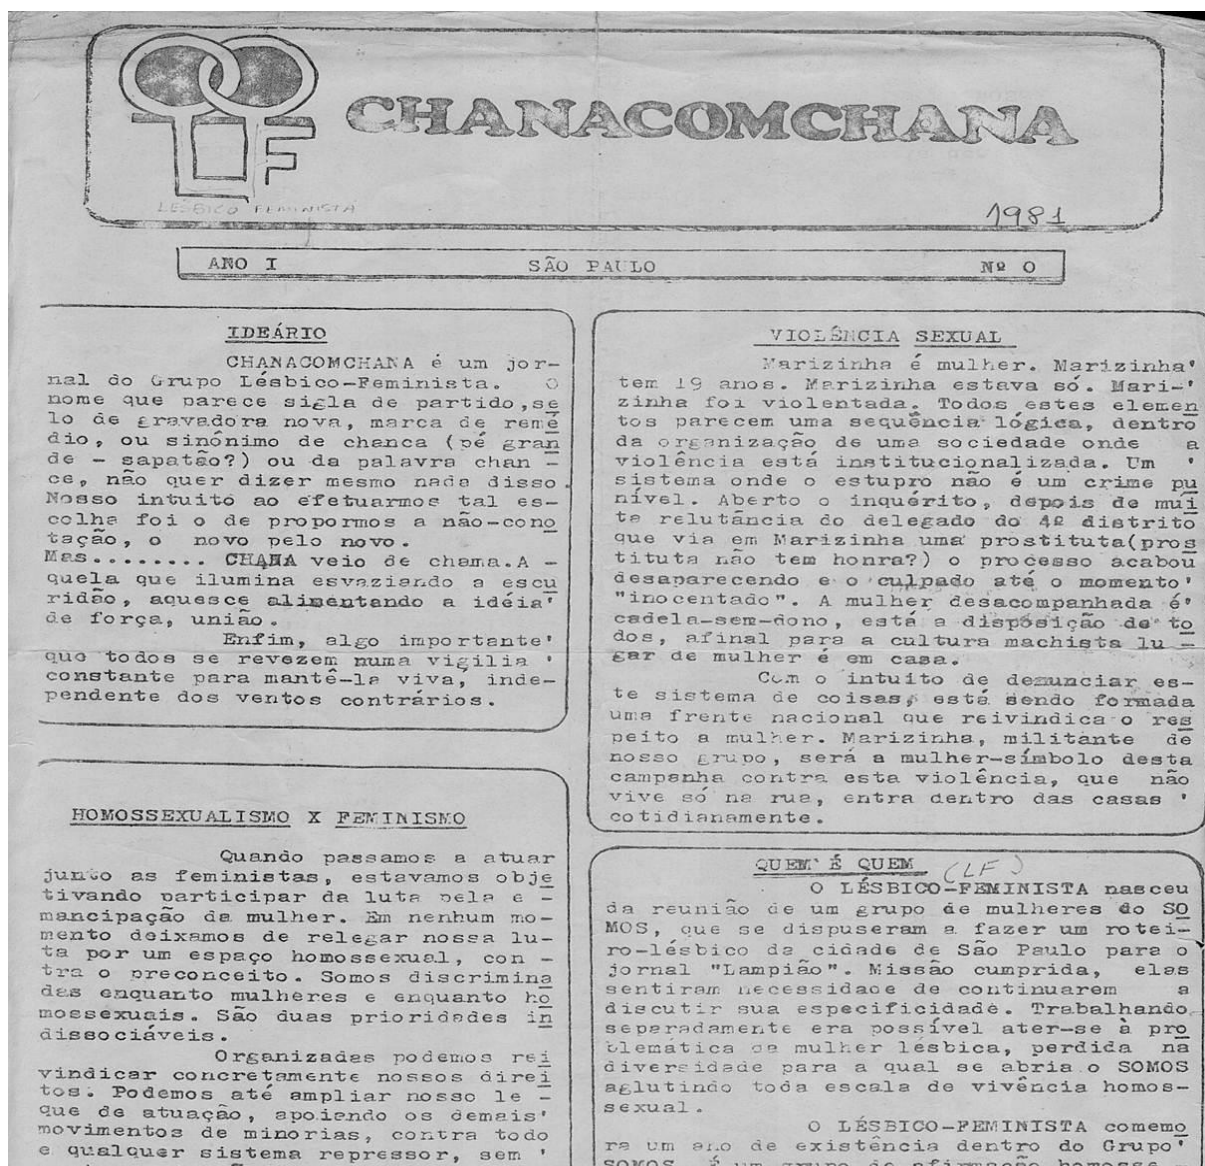 CHANACOMCHANA
LF
LÉSBICO FEMINISTA
1981
ANO I SÃO PAULO Nº 0
IDEÁRIO
CHANACOMCHANA é um jor-
nal do Grupo Lésbico-Feminista. O
nome que parece sigla de partido,se
lo de gravadora nova, marca de remé
dio, ou sinônimo de chanca (pé gran
de - sapatão?) ou da palavra chan -
ce, não quer dizer mesmo nada disso.
Nosso intuito ao efetuarmos tal es-
colha foi o de propormos a não-cono
tação, o novo pelo novo.
Mas........ CHANA veio de chama.A -
quela que ilumina esvaziando a escu
ridão, aquesce alimentando a idéia'
de força, união.
Enfim, algo importante'
que todos se revezem numa vigilia '
constante para mantê-la viva, inde-
pendente dos ventos contrários.
HOMOSSEXUALISMO X FEMINISMO
Quando passamos a atuar
junto as feministas, estavamos obje
tivando participar da luta pela e -
mancipação da mulher. Em nenhum mo-
mento deixamos de relegar nossa lu-
ta por um espaço homossexual, con -
tra o preconceito. Somos discrimina
das enquanto mulheres e enquanto ho
mossexuais. São duas prioridades in
dissociáveis.
Organizadas podemos rei
vindicar concretamente nossos direi
tos. Podemos até ampliar nosso le -
que de atuação, apoiando os demais'
movimentos de minorias, contra todo
e qualquer sistema repressor, sem '
VIOLÊNCIA SEXUAL
Marizinha é mulher. Marizinha'
tem 19 anos. Marizinha estava só. Mari-'
zinha foi violentada. Todos estes elemen
tos parecem uma sequência lógica, dentro
da organização de uma sociedade onde a
violência está institucionalizada. Um '
sistema onde o estupro não é um crime pu
nível. Aberto o inquérito, depois de mui
ta relutância do delegado do 4º distrito
que via em Marizinha uma prostituta(pros
tituta não tem honra?) o processo acabou
desaparecendo e o culpado até o momento'
"inocentado". A mulher desacompanhada é'
cadela-sem-dono, está a disposição de to
dos, afinal para a cultura machista lu -
gar de mulher é em casa.
Com o intuito de denunciar es-
te sistema de coisas, está sendo formada
uma frente nacional que reivindica o res
peito a mulher. Marizinha, militante de
nosso grupo, será a mulher-símbolo desta
campanha contra esta violência, que não
vive só na rua, entra dentro das casas '
cotidianamente.
QUEM É QUEM (LF)
O LÉSBICO-FEMINISTA nasceu
da reunião de um grupo de mulheres do SO
MOS, que se dispuseram a fazer um rotei-
ro-lésbico da cidade de São Paulo para o
jornal "Lampião". Missão cumprida, elas
sentiram necessidade de continuarem a
discutir sua especificidade. Trabalhando
separadamente era possível ater-se à pro
blemática da mulher lésbica, perdida na
diversidade para a qual se abria o SOMOS
aglutindo toda escala de vivência homos-
sexual.
O LÉSBICO-FEMINISTA comemo
ra um ano de existência dentro do Grupo'
SOMOS. É um grupo de afirmação